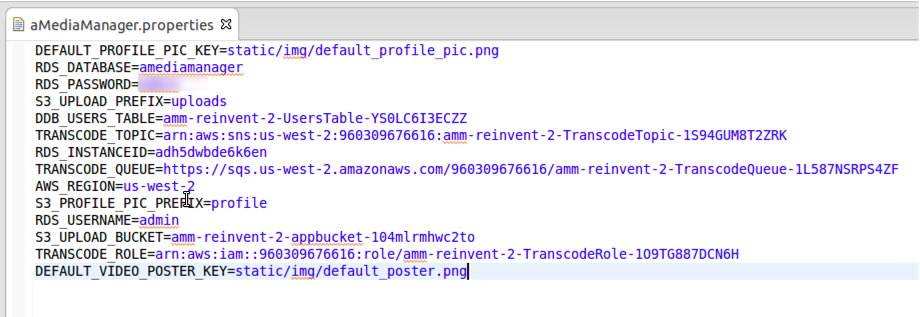 aMediaManager.properties
DEFAULT_PROFILE_PIC_KEY=static/img/default_profile_pic.png
RDS_DATABASE=amediamanager
RDS_PASSWORD=
S3_UPLOAD_PREFIX=uploads
DDB_USERS_TABLE=amm-reinvent-2-UsersTable-YS0LC6I3ECZZ
TRANSCODE_TOPIC=arn:aws:sns:us-west-2:960309676616:amm-reinvent-2-TranscodeTopic-1S94GUM8T2ZRK
RDS_INSTANCEID=adh5dwbde6k6en
TRANSCODE_QUEUE=https://sqs.us-west-2.amazonaws.com/960309676616/amm-reinvent-2-TranscodeQueue-1L587NSRPS4ZF
AWS_REGION=us-west-2
S3_PROFILE_PIC_PREFIX=profile
RDS_USERNAME=admin
S3_UPLOAD_BUCKET=amm-reinvent-2-appbucket-104mlrmhwc2to
TRANSCODE_ROLE=arn:aws:iam::960309676616:role/amm-reinvent-2-TranscodeRole-1O9TG887DCN6H
DEFAULT_VIDEO_POSTER_KEY=static/img/default_poster.png